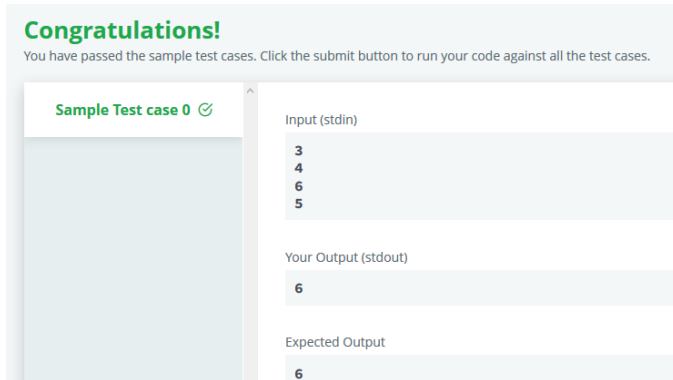 Congratulations!
You have passed the sample test cases. Click the submit button to run your code against all the test cases.
Sample Test case 0
Input (stdin)
3
4
6
5
Your Output (stdout)
6
Expected Output
6